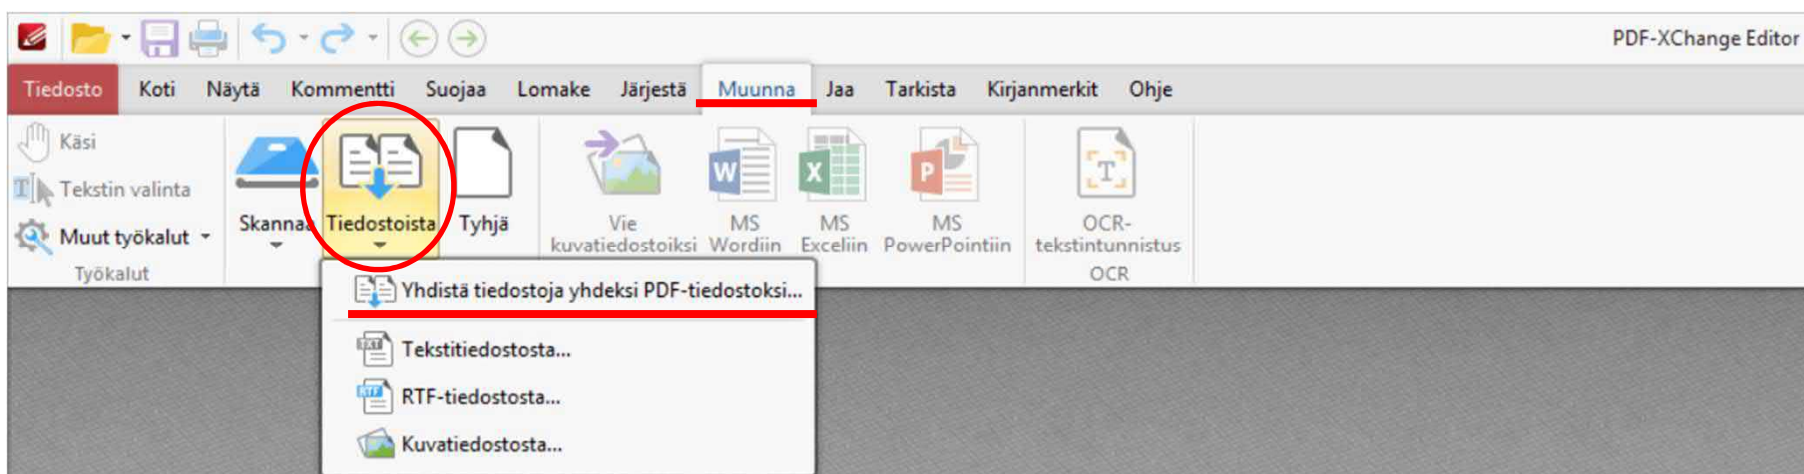 PDF-XChange Editor
Tiedosto Koti Näytä Kommentti Suojaa Lomake Järjestä Muunna Jaa Tarkista Kirjanmerkit Ohje
Käsi
Tekstin valinta
Muut työkalut
Työkalut
Skannaa
Tiedostoista
Tyhjä
Vie
kuvatiedostoiksi
MS
Wordiin
MS
Exceliin
MS
PowerPointiin
OCR-
tekstintunnistus
OCR
Yhdistä tiedostoja yhdeksi PDF-tiedostoksi...
TXT Tekstitiedostosta...
RTF RTF-tiedostosta...
Kuvatiedostosta...